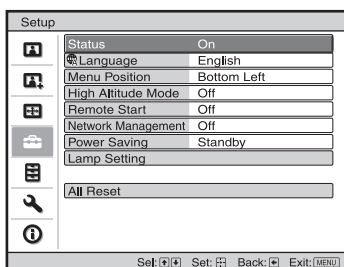 Setup
Status On
Language English
Menu Position Bottom Left
High Altitude Mode Off
Remote Start Off
Network Management Off
Power Saving Standby
Lamp Setting
All Reset
Sel: Set: Back: Exit: MENU